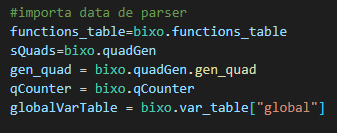 #importa data de parser
functions_table=bixo.functions_table
sQuads=bixo.quadGen
gen_quad = bixo.quadGen.gen_quad
qCounter = bixo.qCounter
globalVarTable = bixo.var_table["global"]